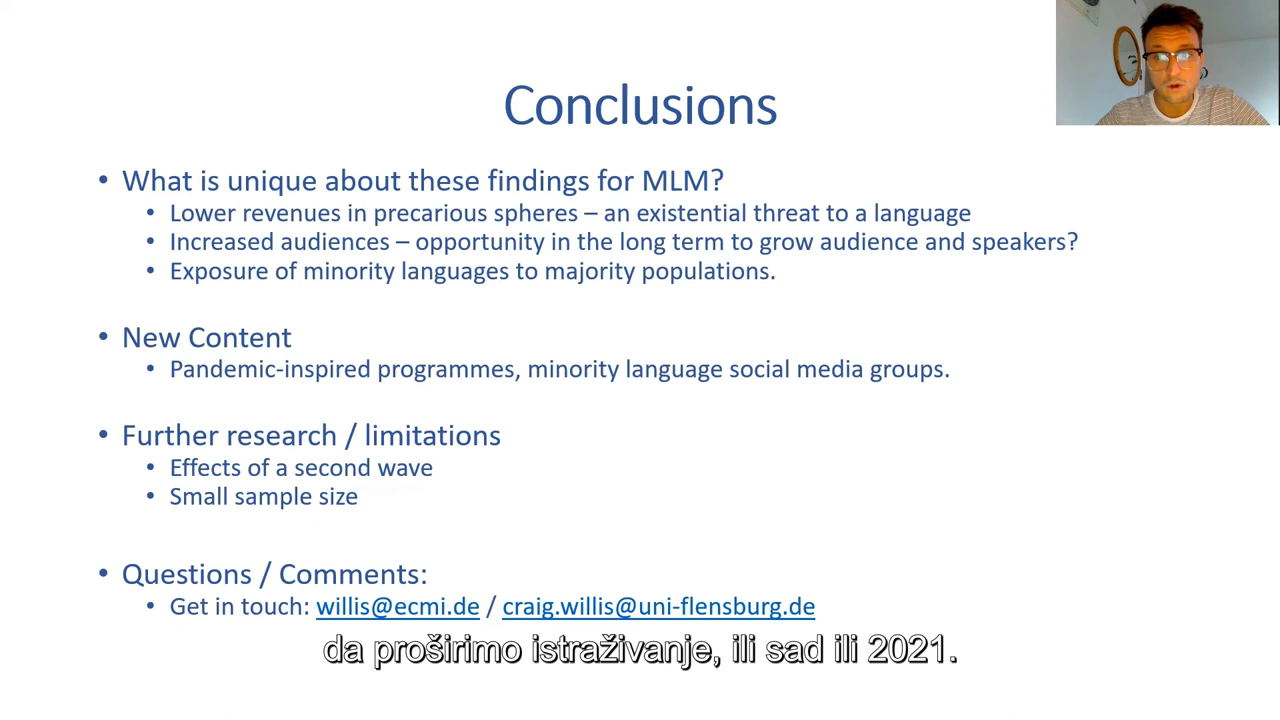 Conclusions
• What is unique about these findings for MLM?
• Lower revenues in precarious spheres – an existential threat to a language
• Increased audiences – opportunity in the long term to grow audience and speakers?
• Exposure of minority languages to majority populations.
• New Content
• Pandemic-inspired programmes, minority language social media groups.
• Further research / limitations
• Effects of a second wave
• Small sample size
• Questions / Comments:
• Get in touch: willis@ecmi.de / craig.willis@uni-flensburg.de
da proširimo istraživanje, ili sad ili 2021.